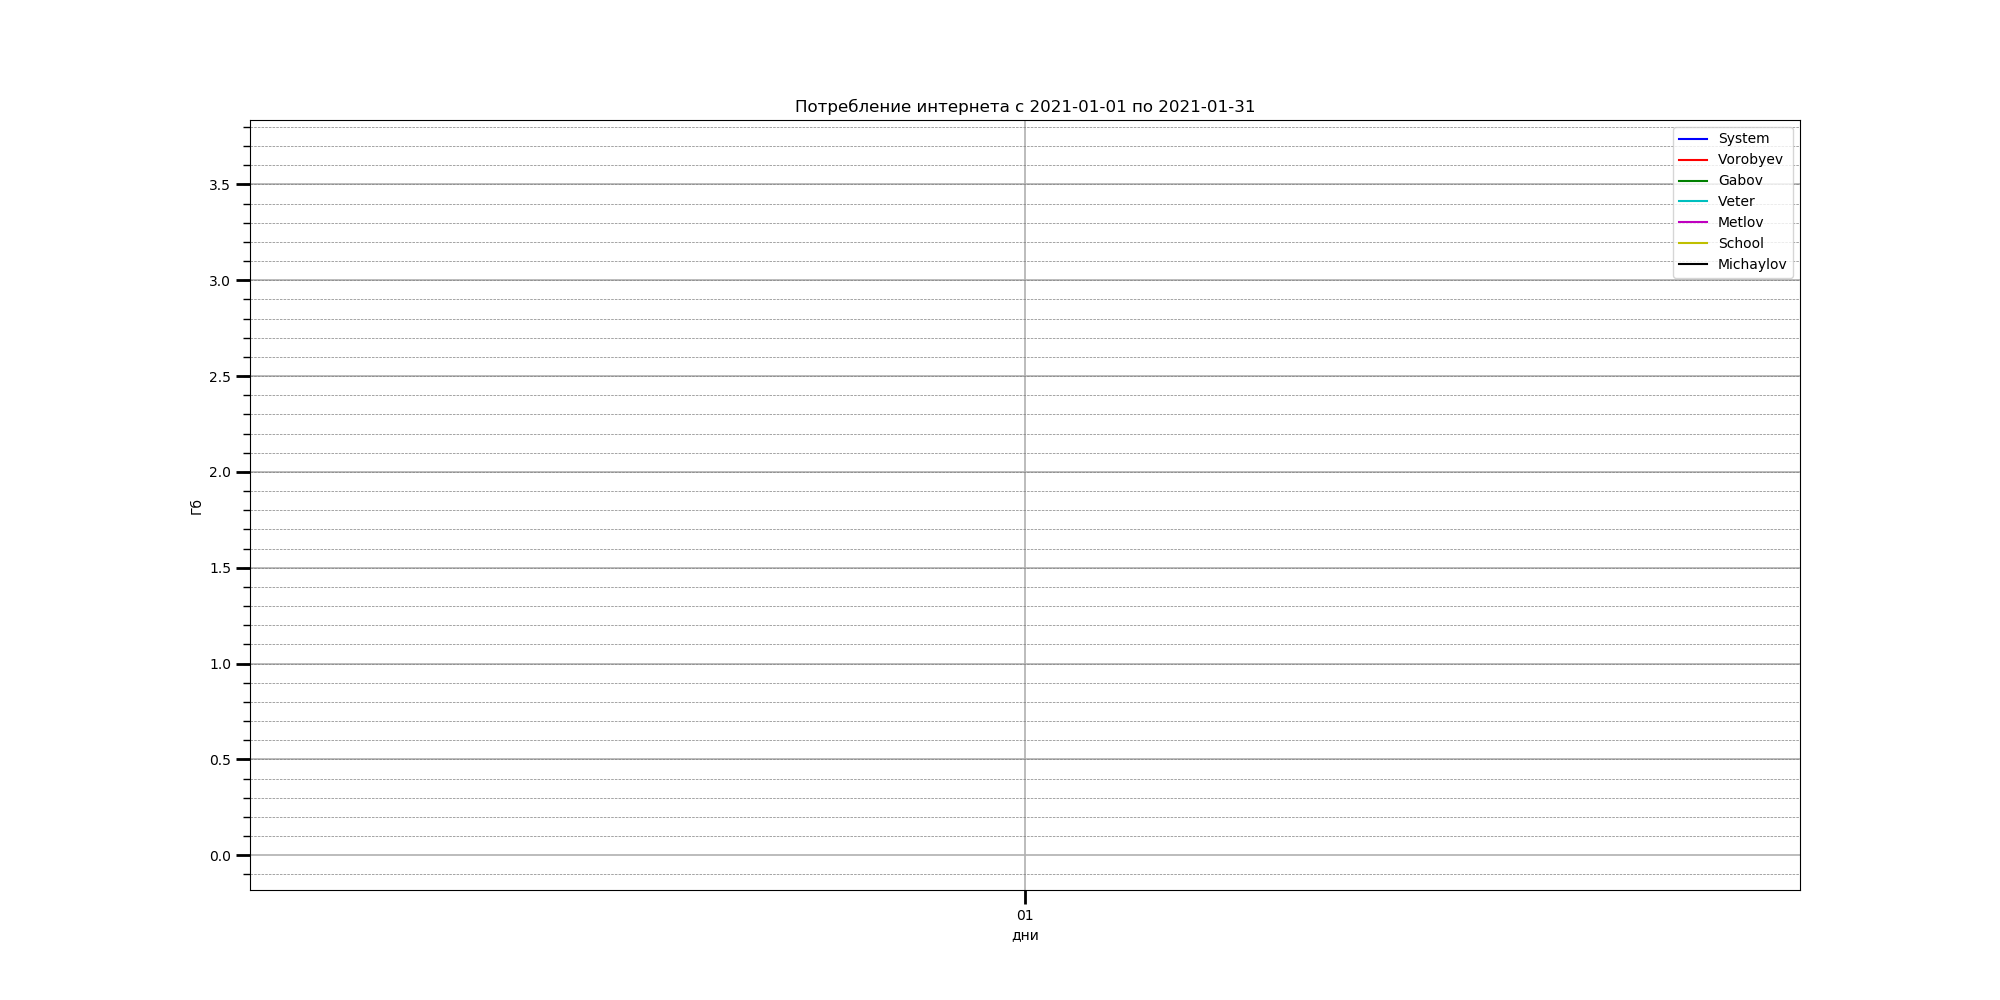 Потребление интернета с 2021-01-01 по 2021-01-31
System
Vorobyev
Gabov
Veter
Metlov
School
Michaylov
3.5
3.0
2.5
2.0
1.5
1.0
0.5
0.0
Гб
01
дни